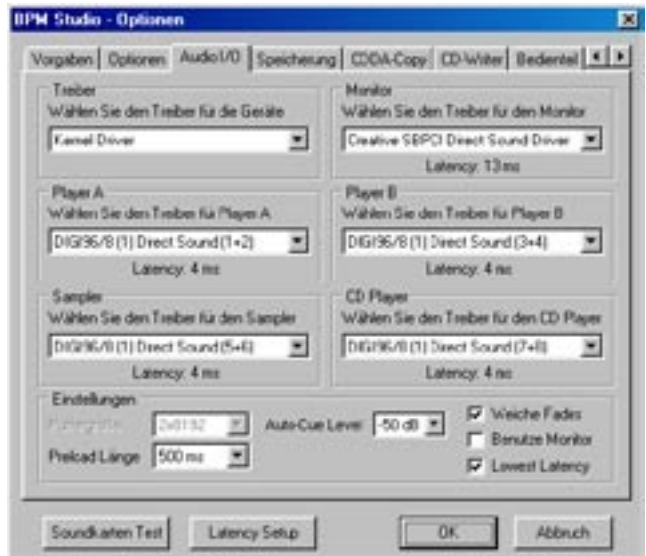 BPM Studio - Optionen
Vorgaben Optionen Audio I/O Speicherung CDDA-Copy CD-Writer Bedienteil
Treiber
Wählen Sie den Treiber für die Geräte
Kernel Driver
Monitor
Wählen Sie den Treiber für den Monitor
Creative SBPCI Direct Sound Driver
Latency: 13 ms
Player A
Wählen Sie den Treiber für Player A
DIGI96/8 (1) Direct Sound (1+2)
Latency: 4 ms
Player B
Wählen Sie den Treiber für Player B
DIGI96/8 (1) Direct Sound (3+4)
Latency: 4 ms
Sampler
Wählen Sie den Treiber für den Sampler
DIGI96/8 (1) Direct Sound (5+6)
Latency: 4 ms
CD Player
Wählen Sie den Treiber für den CD Player
DIGI96/8 (1) Direct Sound (7+8)
Latency: 4 ms
Einstellungen
2x8192
Auto-Cue Level -50 dB
Preload Länge 500 ms
Weiche Fades
Benutze Monitor
Lowest Latency
Soundkarten Test Latency Setup OK Abbruch